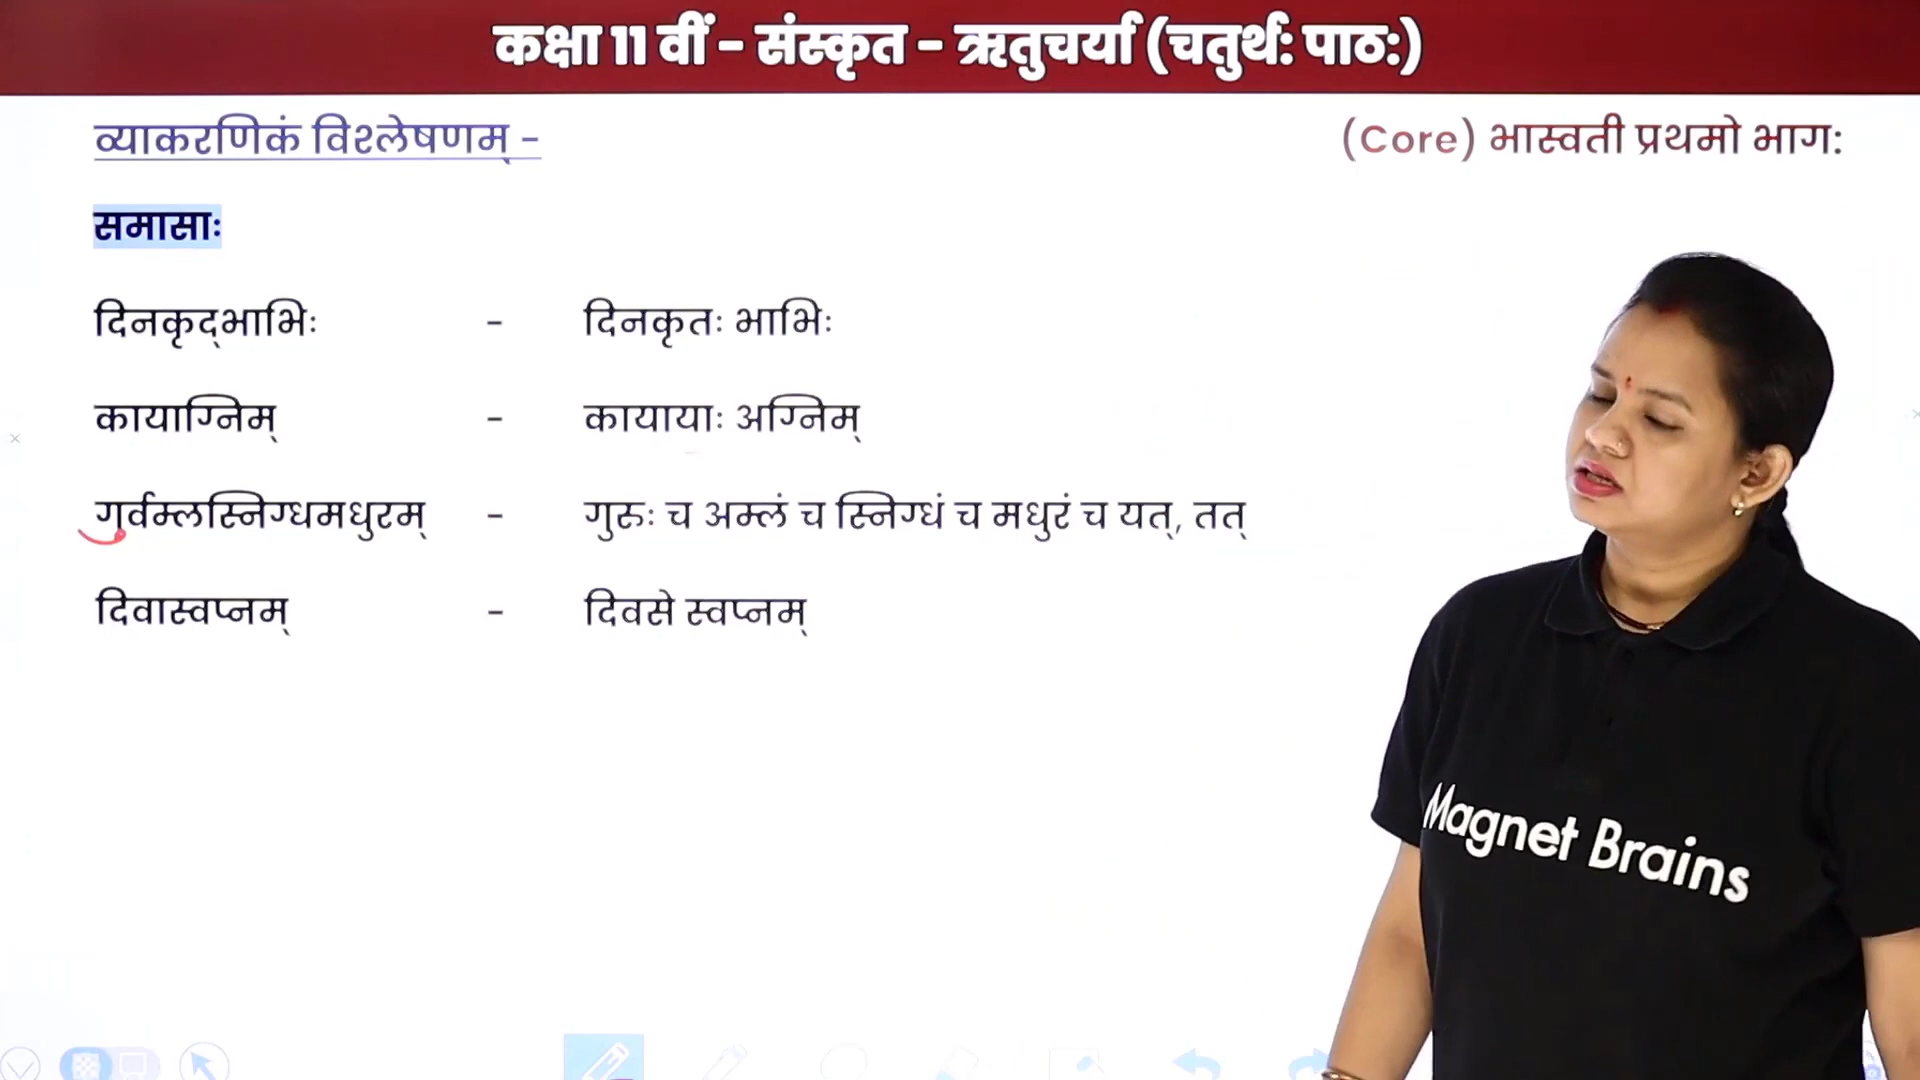 कक्षा 11 वीं - संस्कृत - ऋतुचर्या (चतुर्थ: पाठ:)
व्याकरणिकं विश्लेषणम् -
(Core) भास्वती प्रथमो भाग:
समासाः
दिनकृद्भाभिः - दिनकृतः भाभिः
कायाग्निम् - कायायाः अग्निम्
गुर्वम्लस्निग्धमधुरम् - गुरुः च अम्लं च स्निग्धं च मधुरं च यत्, तत्
दिवास्वप्नम् - दिवसे स्वप्नम्
Magnet Brains